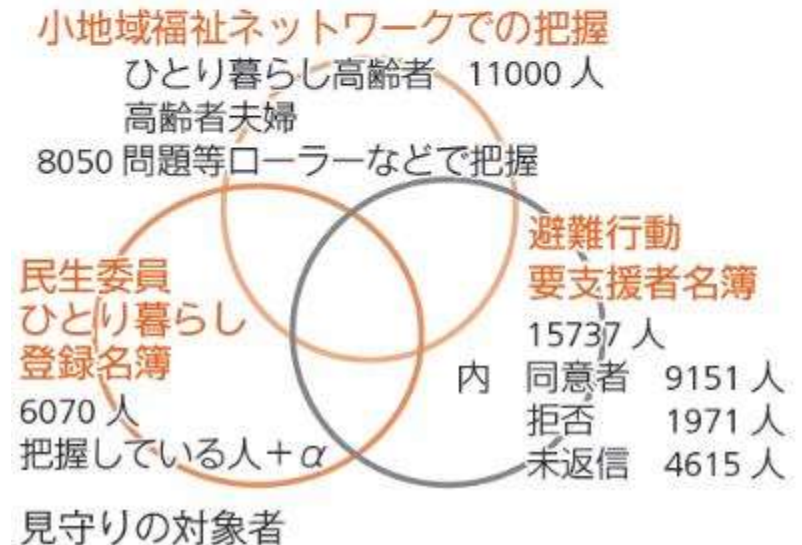 小地域福祉ネットワークでの把握
ひとり暮らし高齢者 11000 人
高齢者夫婦
8050 問題等ローラーなどで把握
民生委員
ひとり暮らし
登録名簿
6070 人
把握している人+α
避難行動
要支援者名簿
15737 人
内 同意者 9151 人
拒否 1971 人
未返信 4615 人
見守りの対象者